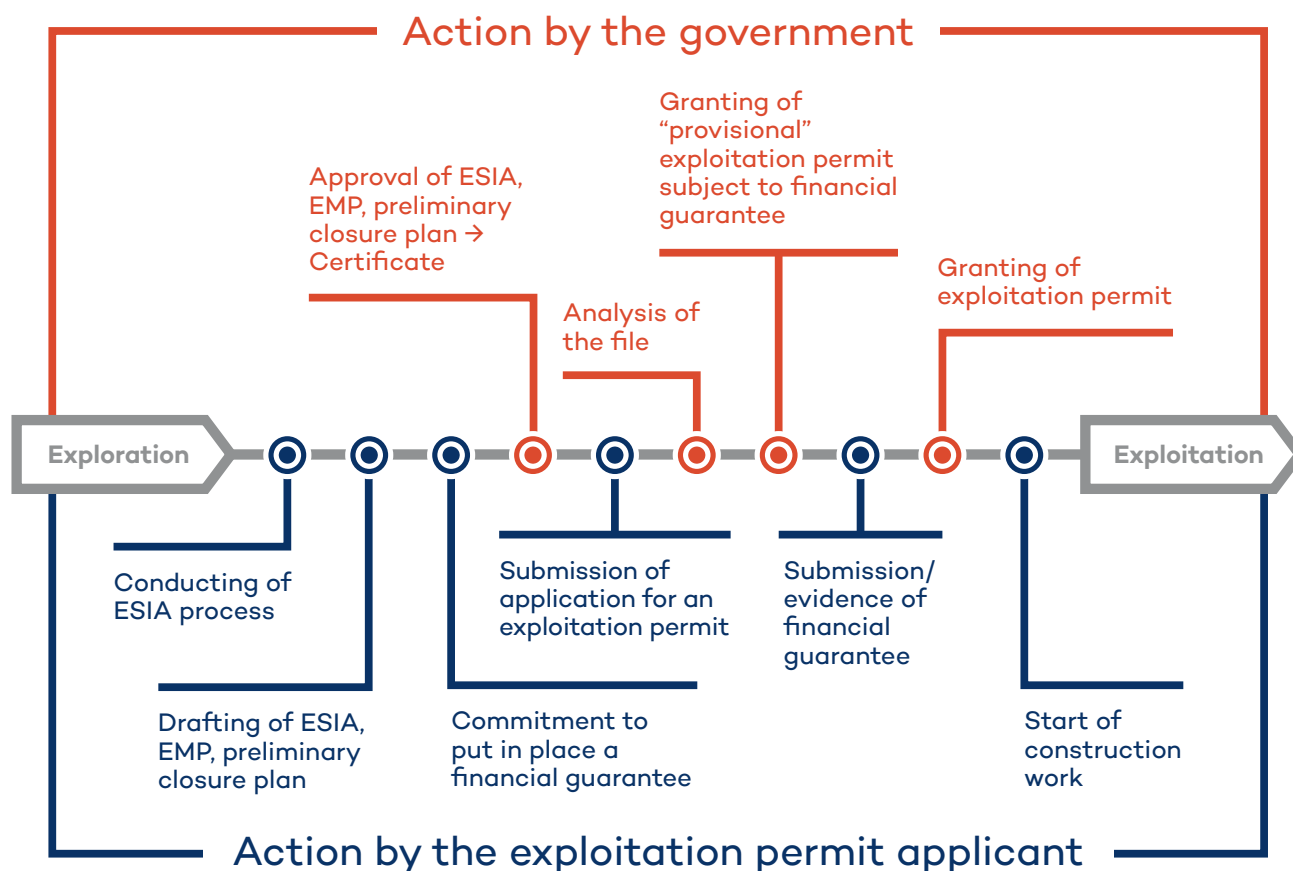 Action by the government
Granting of
“provisional”
exploitation permit
subject to financial
guarantee
Approval of ESIA,
EMP, preliminary
closure plan →
Certificate
Granting of
exploitation permit
Analysis of
the file
Exploration
Exploitation
Conducting of
ESIA process
Submission of
application for an
exploitation permit
Submission/
evidence of
financial
guarantee
Drafting of ESIA,
EMP, preliminary
closure plan
Commitment to
put in place a
financial guarantee
Start of
construction
work
Action by the exploitation permit applicant